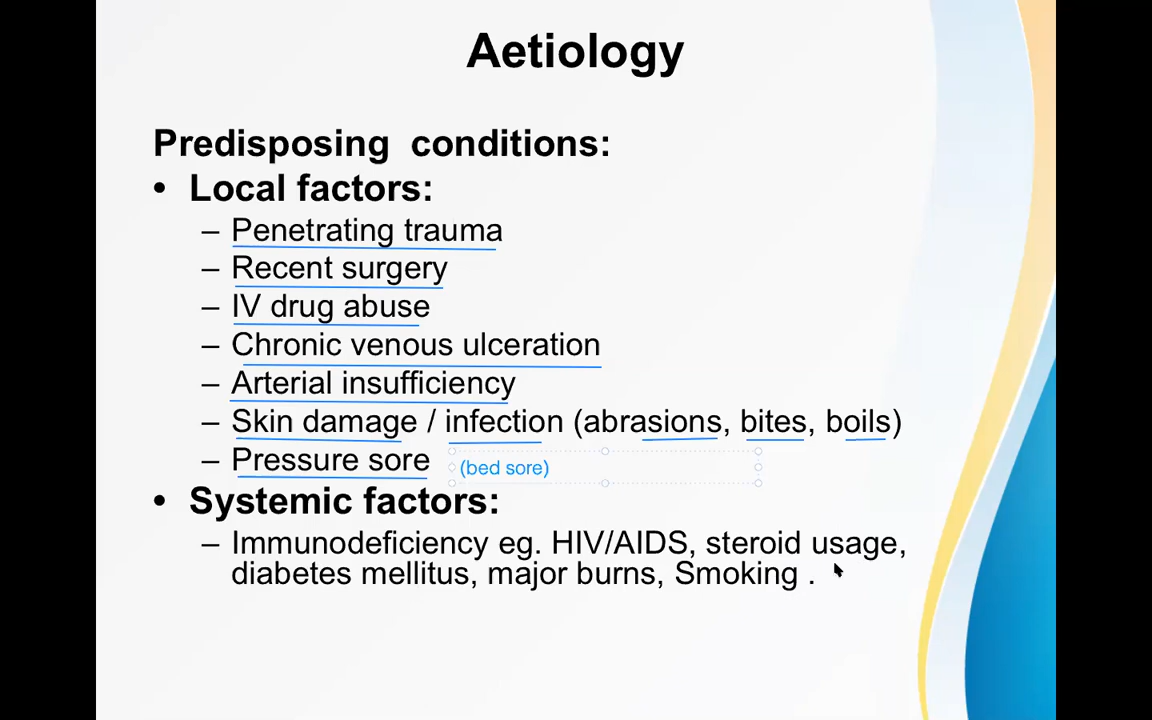 Aetiology
Predisposing conditions:
• Local factors:
– Penetrating trauma
– Recent surgery
– IV drug abuse
– Chronic venous ulceration
– Arterial insufficiency
– Skin damage / infection (abrasions, bites, boils)
– Pressure sore (bed sore)
• Systemic factors:
– Immunodeficiency eg. HIV/AIDS, steroid usage,
diabetes mellitus, major burns, Smoking .